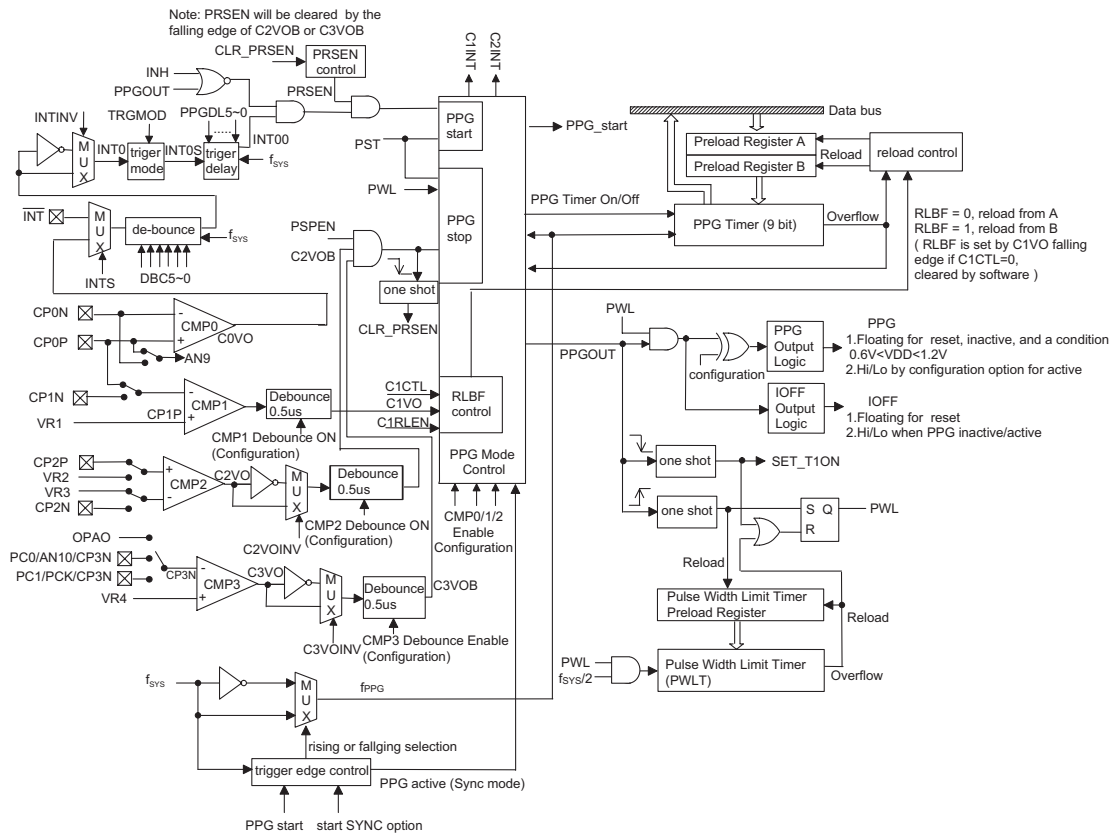 Note: PRSEN will be cleared by the
falling edge of C2VOB or C3VOB
CLR_PRSEN
PRSEN
control
C1INT
C2INT
INH
PPGOUT
PRSEN
INTINV
TRGMOD
PPGDL5~0
......
INT00
M
U
X
INT0
triger
mode
INT0S
triger
delay
fSYS
PPG
start
PST
PPG_start
Data bus
Preload Register A
Preload Register B
Reload
reload control
PWL
PPG
stop
PPG Timer On/Off
PPG Timer (9 bit)
Overflow
RLBF = 0, reload from A
RLBF = 1, reload from B
( RLBF is set by C1VO falling
edge if C1CTL=0,
cleared by software )
INT
M
U
X
de-bounce
fSYS
DBC5~0
INTS
PSPEN
C2VOB
one shot
CLR_PRSEN
CP0N
CP0P
-
+
CMP0
C0VO
AN9
CP1N
VR1
CP1P
-
+
CMP1
Debounce
0.5us
CMP1 Debounce ON
(Configuration)
C1CTL
C1VO
C1RLEN
RLBF
control
PPG Mode
Control
PWL
PPGOUT
configuration
PPG
Output
Logic
PPG
1.Floating for reset, inactive, and a condition
0.6V<VDD<1.2V
2.Hi/Lo by configuration option for active
IOFF
Output
Logic
IOFF
1.Floating for reset
2.Hi/Lo when PPG inactive/active
CP2P
VR2
VR3
CP2N
+
-
CMP2
C2VO
M
U
X
Debounce
0.5us
CMP2 Debounce ON
(Configuration)
C2VOINV
CMP0/1/2
Enable
Configuration
one shot
SET_T1ON
one shot
S Q
R
PWL
Reload
OPAO
PC0/AN10/CP3N
PC1/PCK/CP3N
CP3N
VR4
-
+
CMP3
C3VO
M
U
X
Debounce
0.5us
C3VOB
CMP3 Debounce Enable
(Configuration)
C3VOINV
Pulse Width Limit Timer
Preload Register
Reload
PWL
fSYS/2
Pulse Width Limit Timer
(PWLT)
Overflow
fSYS
M
U
X
fPPG
rising or fallging selection
trigger edge control
PPG active (Sync mode)
PPG start
start SYNC option